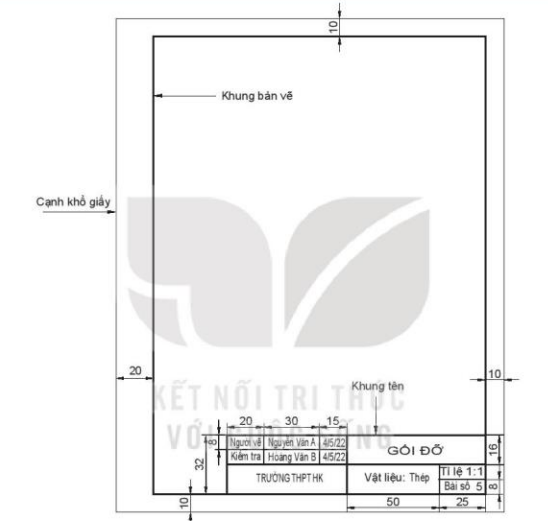 10
Khung bản vẽ
Cạnh khổ giấy
20
10
KẾT NỐI TRI THỨC
VỚI CUỘC SỐNG
Khung tên
20 30 15
8
Người vẽ Nguyễn Văn A 4/5/22
Kiểm tra Hoàng Văn B 4/5/22
GỐI ĐỠ
16
32
TRƯỜNG THPT HK
Vật liệu: Thép
Tỉ lệ 1:1
Bài số 5
8
10
50 25